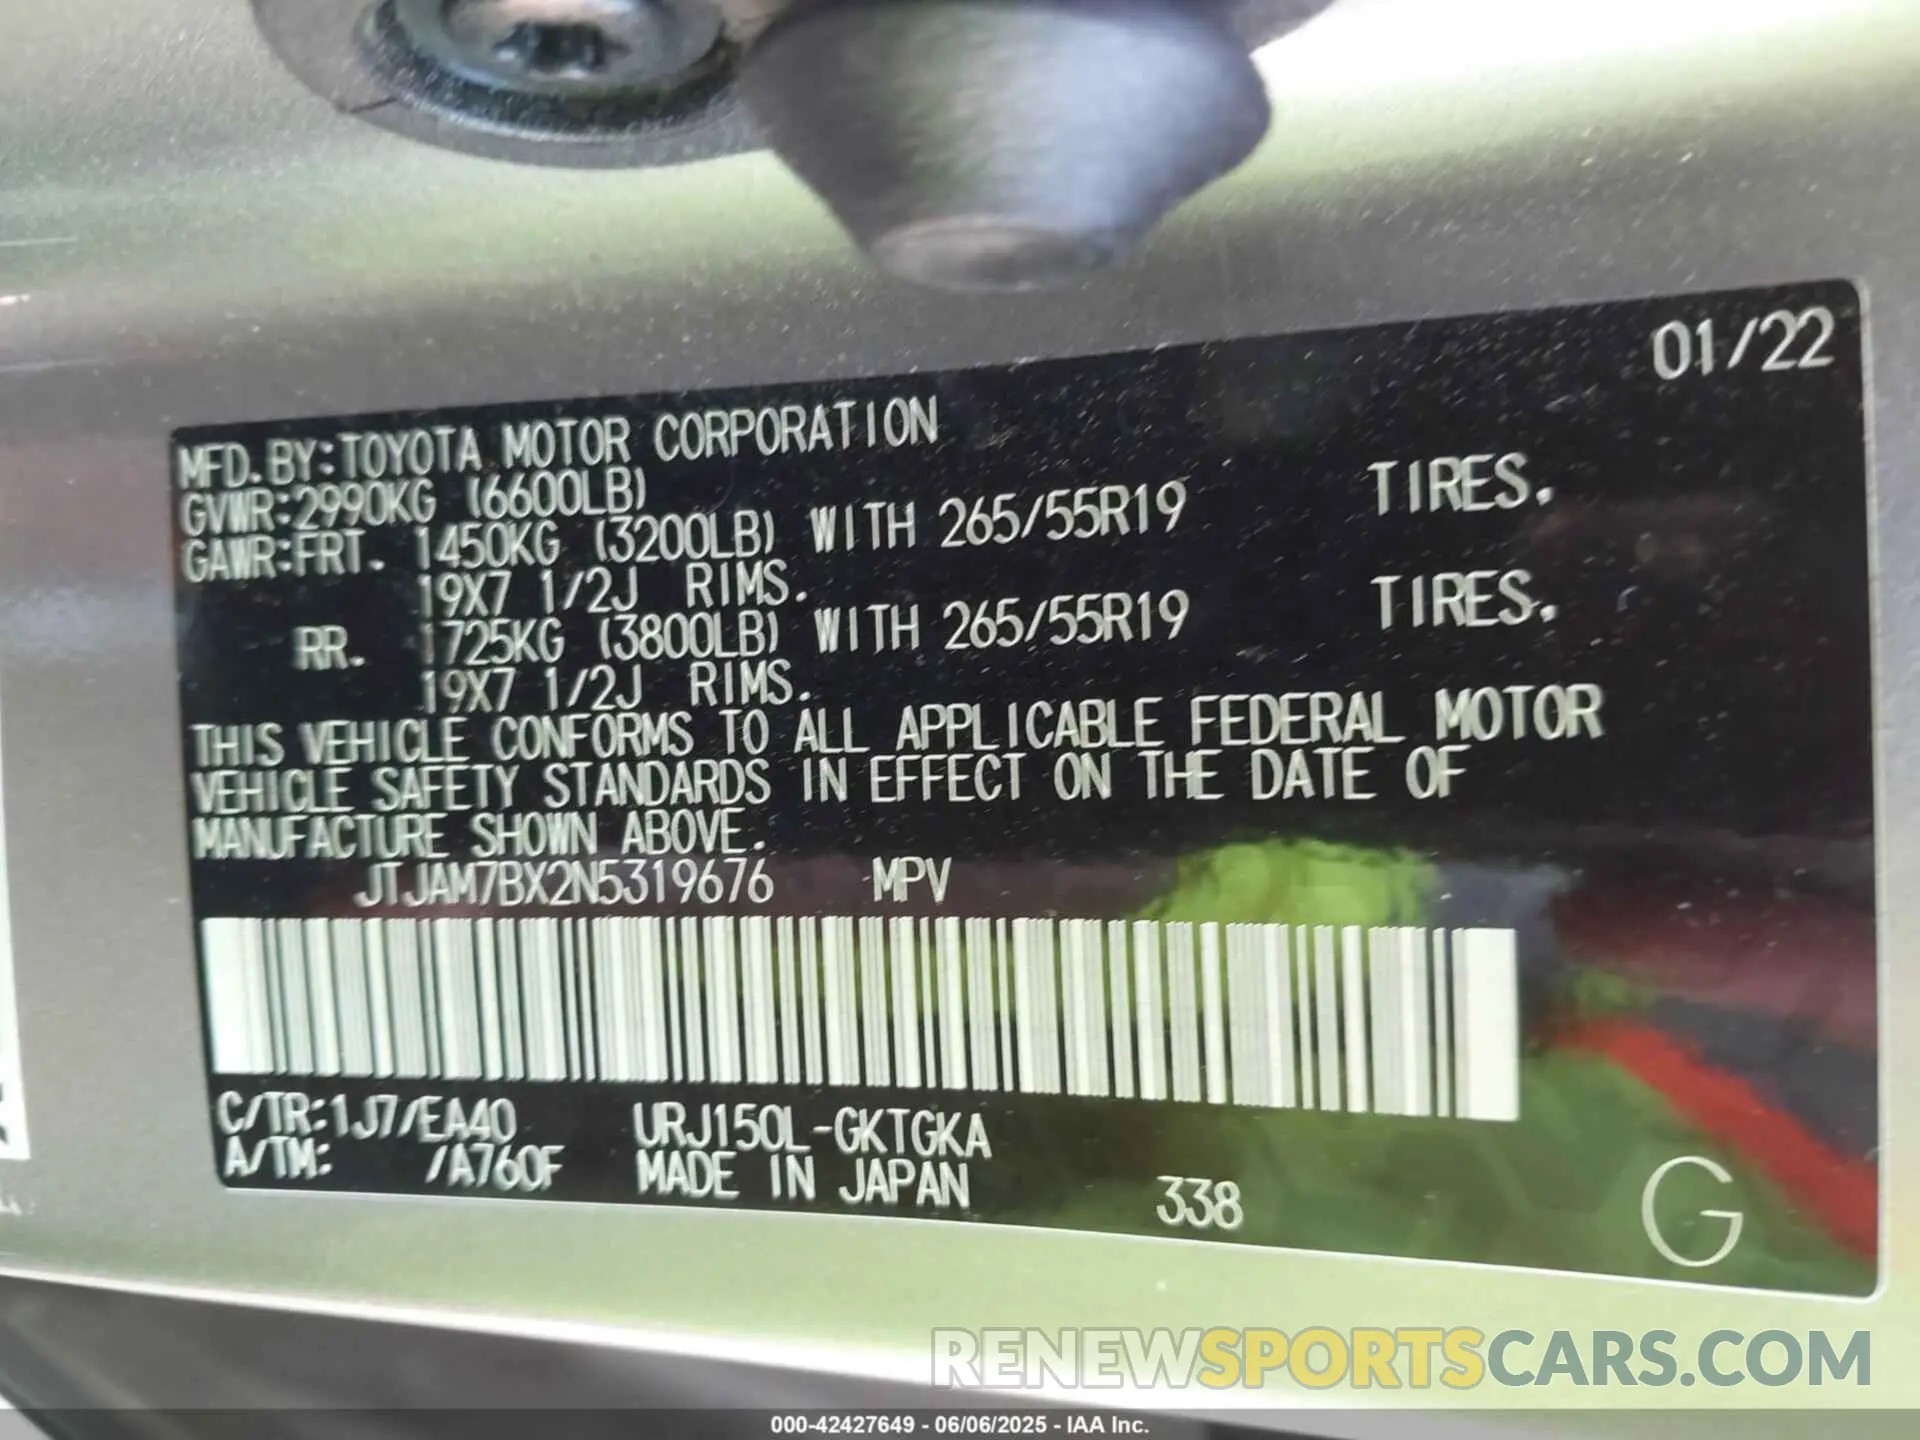 01/22
MFD.BY:TOYOTA MOTOR CORPORATION
GVWR:2990KG (6600LB)
GAWR:FRT. 1450KG (3200LB) WITH 265/55R19 TIRES.
19X7 1/2J RIMS.
RR. 1725KG (3800LB) WITH 265/55R19 TIRES.
19X7 1/2J RIMS.
THIS VEHICLE CONFORMS TO ALL APPLICABLE FEDERAL MOTOR
VEHICLE SAFETY STANDARDS IN EFFECT ON THE DATE OF
MANUFACTURE SHOWN ABOVE.
JTJAM7BX2N5319676 MPV
C/TR:1J7/EA40 URJ150L-GKTGKA
A/TM: /A760F MADE IN JAPAN 338 G
RENEWSPORTSCARS.COM
000-42427649 - 06/06/2025 - IAA Inc.